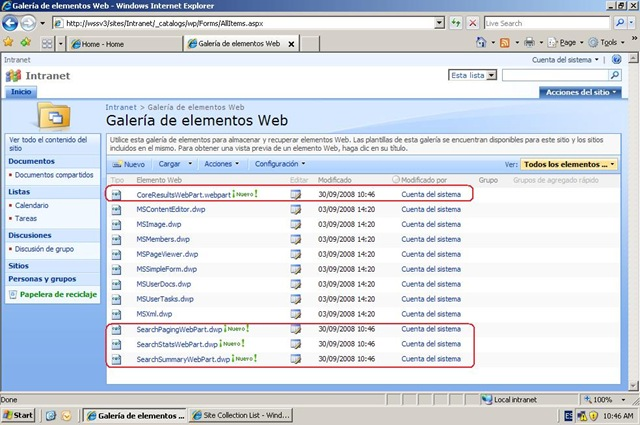 Galería de elementos Web - Windows Internet Explorer
http://wssv3/sites/Intranet/_catalogs/wp/Forms/AllItems.aspx
Live Search
Home - Home
Galería de elementos Web
Page
Tools
Intranet
Cuenta del sistema
Intranet
Esta lista
Inicio
Acciones del sitio
Intranet > Galería de elementos Web
Galería de elementos Web
Ver todo el contenido del sitio
Documentos
Documentos compartidos
Listas
Calendario
Tareas
Discusiones
Discusión de grupo
Sitios
Personas y grupos
Papelera de reciclaje
Utilice esta galería de elementos para almacenar y recuperar elementos Web. Las plantillas de esta galería se encuentran disponibles para este sitio y los sitios
incluidos en el mismo. Para obtener una vista previa de un elemento Web, haga clic en su título.
Nuevo Cargar Acciones Configuración Ver: Todos los elementos ...
Tipo Elemento Web Editar Modificado Modificado por Grupo Grupos de agregado rápido
CoreResultsWebPart.webpart ¡Nuevo! 30/09/2008 10:46 Cuenta del sistema
MSContentEditor.dwp 03/09/2008 14:20 Cuenta del sistema
MSImage.dwp 03/09/2008 14:20 Cuenta del sistema
MSMembers.dwp 03/09/2008 14:20 Cuenta del sistema
MSPageViewer.dwp 03/09/2008 14:20 Cuenta del sistema
MSSimpleForm.dwp 03/09/2008 14:20 Cuenta del sistema
MSUserDocs.dwp 03/09/2008 14:20 Cuenta del sistema
MSUserTasks.dwp 03/09/2008 14:20 Cuenta del sistema
MSXml.dwp 03/09/2008 14:20 Cuenta del sistema
SearchPagingWebPart.dwp ¡Nuevo! 30/09/2008 10:46 Cuenta del sistema
SearchStatsWebPart.dwp ¡Nuevo! 30/09/2008 10:46 Cuenta del sistema
SearchSummaryWebPart.dwp ¡Nuevo! 30/09/2008 10:46 Cuenta del sistema
Done
Local intranet
100%
Start
Galería de elementos ...
Site Collection List - Wind...
ES
10:46 AM